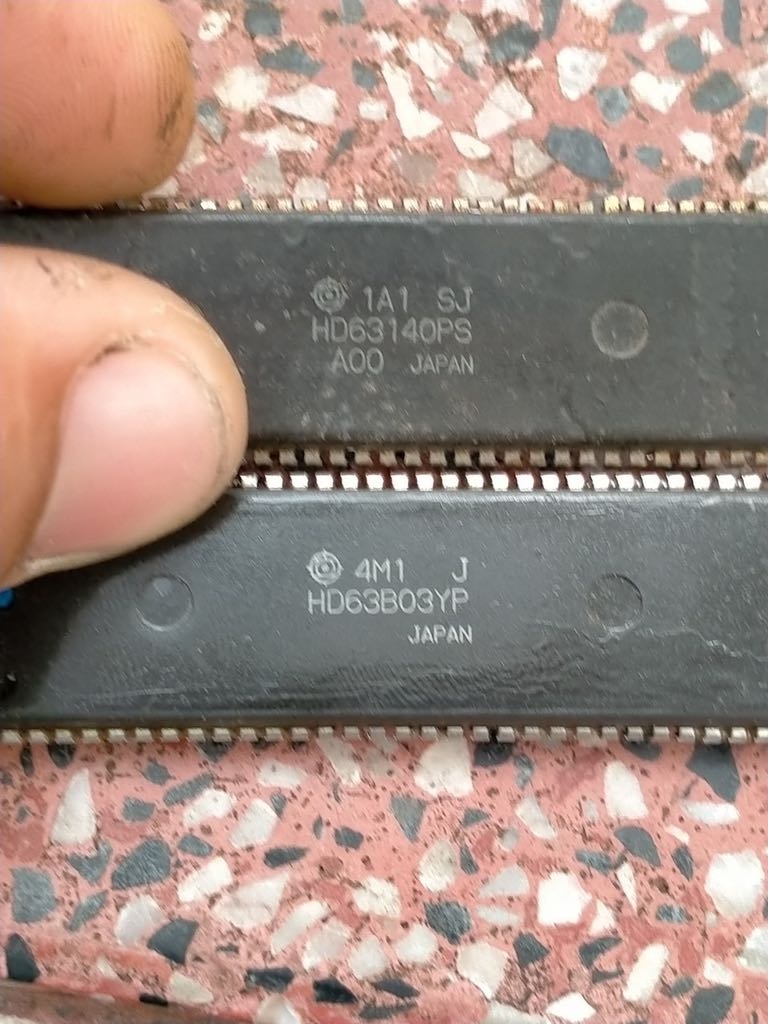 1A1 SJ
HD63140PS
A00 JAPAN
4M1 J
HD63B03YP
JAPAN